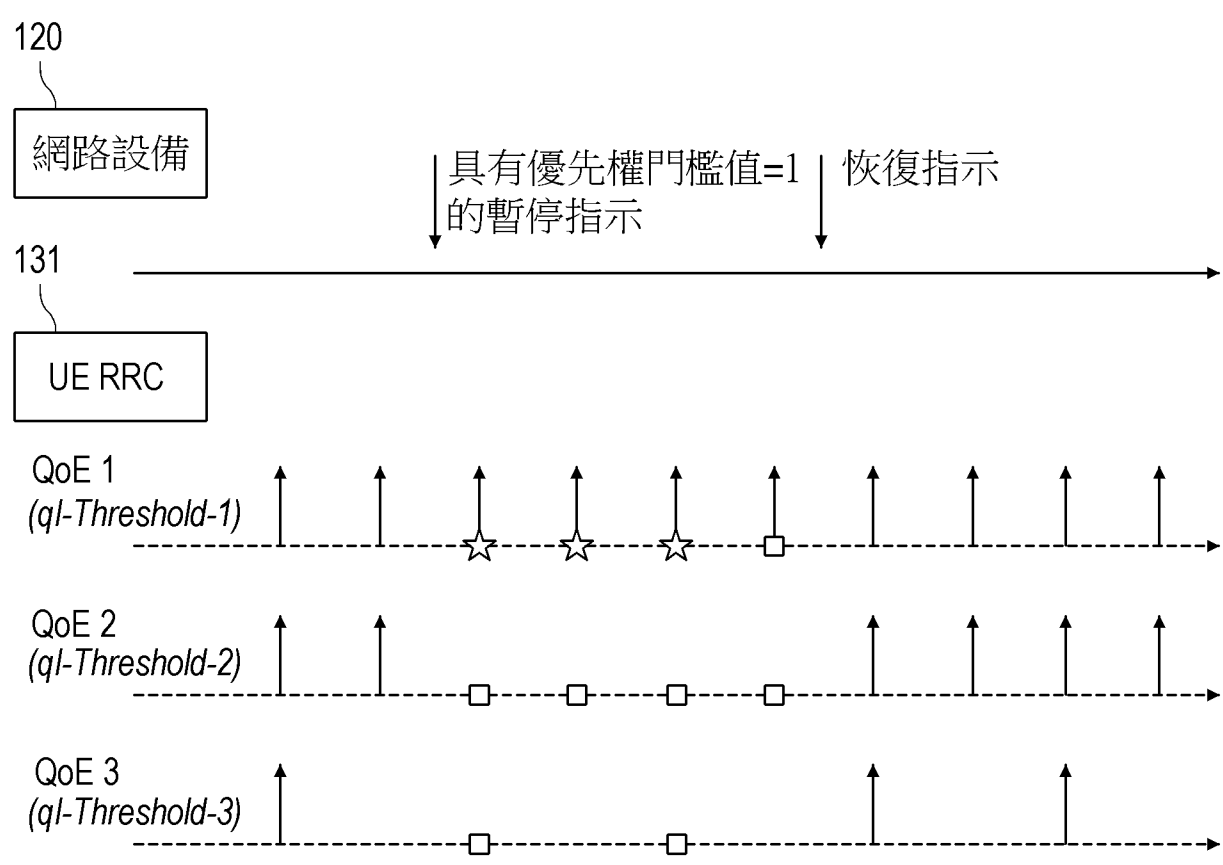 120
網路設備
具有優先權門檻值=1
的暫停指示
恢復指示
131
UE RRC
QoE 1
(ql-Threshold-1)
QoE 2
(ql-Threshold-2)
QoE 3
(ql-Threshold-3)